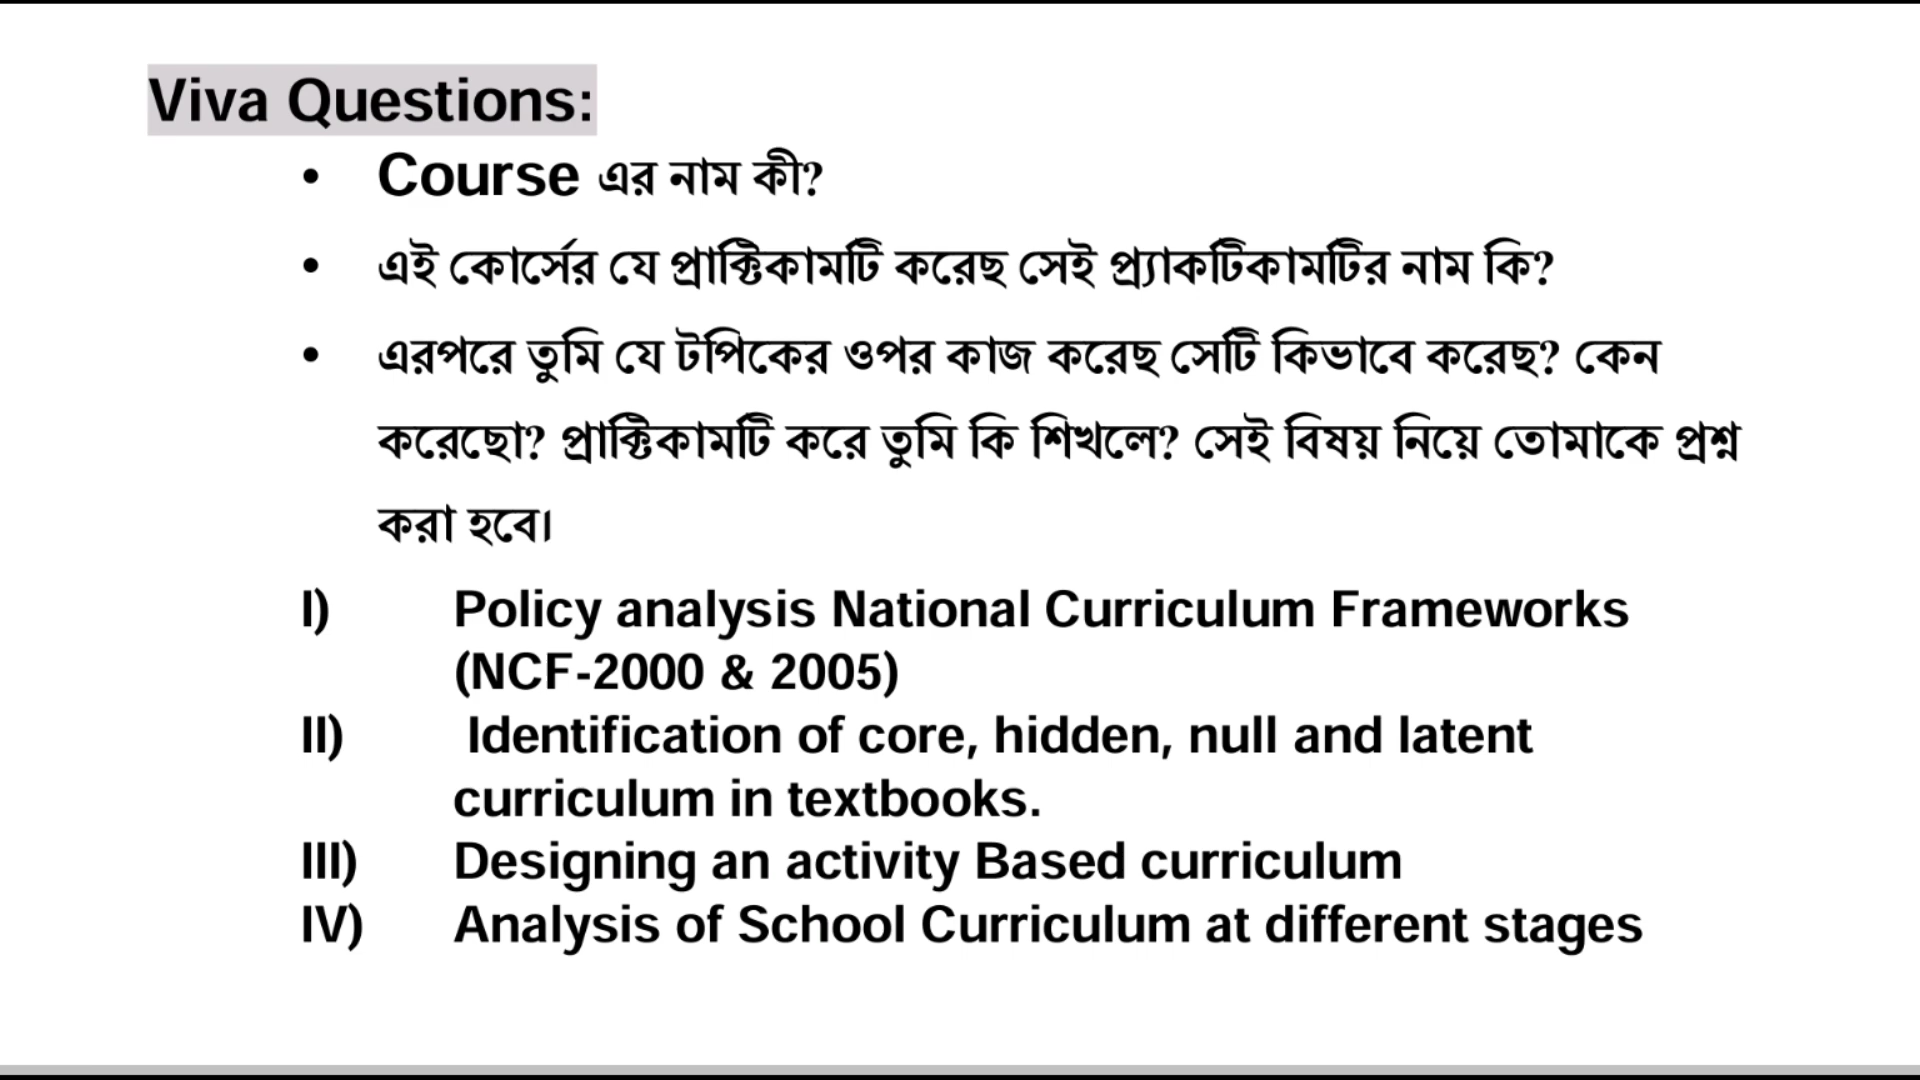 Viva Questions:
• Course এর নাম কী?
• এই কোর্সের যে প্রাক্টিকামটি করেছ সেই প্র্যাকটিকামটির নাম কি?
• এরপরে তুমি যে টপিকের ওপর কাজ করেছ সেটি কিভাবে করেছ? কেন
করেছো? প্রাক্টিকামটি করে তুমি কি শিখলে? সেই বিষয় নিয়ে তোমাকে প্রশ্ন
করা হবে।
I) Policy analysis National Curriculum Frameworks
(NCF-2000 & 2005)
II) Identification of core, hidden, null and latent
curriculum in textbooks.
III) Designing an activity Based curriculum
IV) Analysis of School Curriculum at different stages